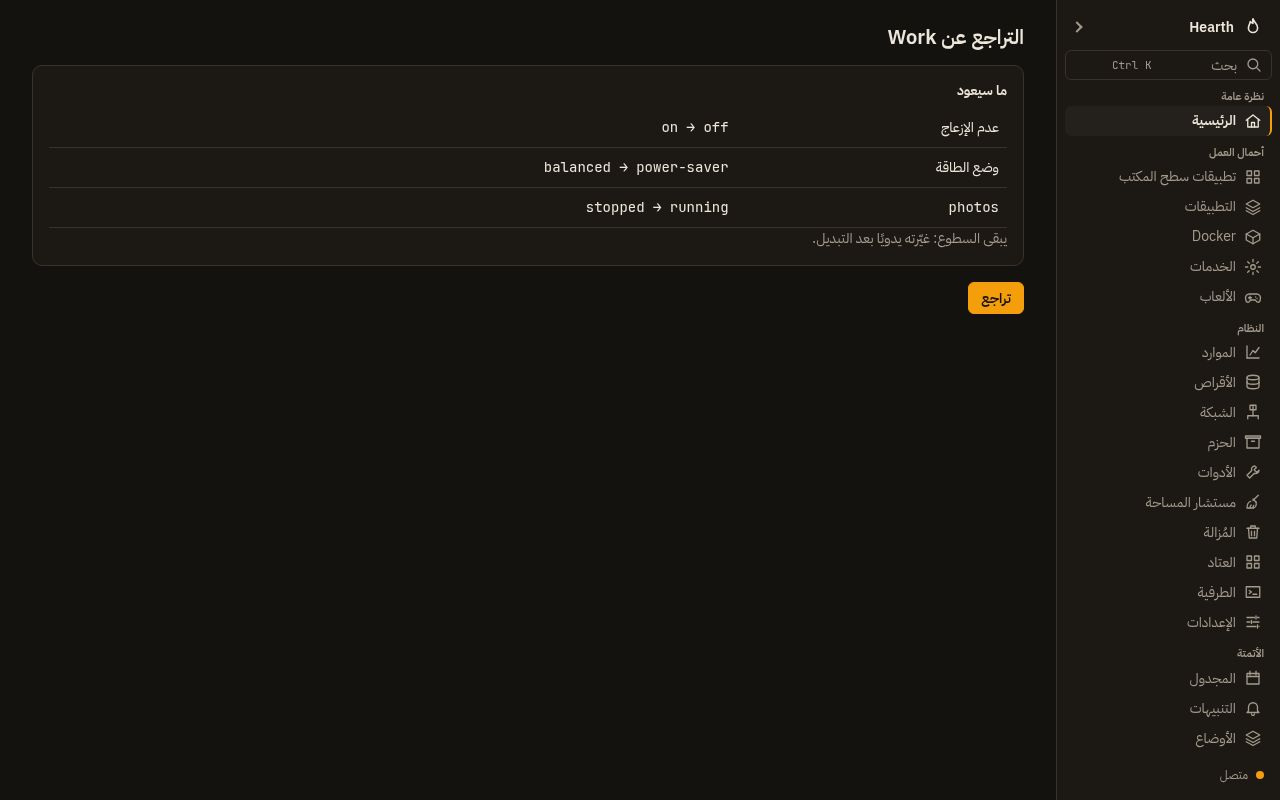 Hearth
بحث Ctrl K
نظرة عامة
الرئيسية
أحمال العمل
تطبيقات سطح المكتب
التطبيقات
Docker
الخدمات
الألعاب
النظام
الموارد
الأقراص
الشبكة
الحزم
الأدوات
مستشار المساحة
المُزالة
العتاد
الطرفية
الإعدادات
الأتمتة
المجدول
التنبيهات
الأوضاع
متصل
التراجع عن Work
ما سيعود
عدم الإزعاج on → off
وضع الطاقة balanced → power-saver
photos stopped → running
يبقى السطوع: غيّرته يدويًا بعد التبديل.
تراجع